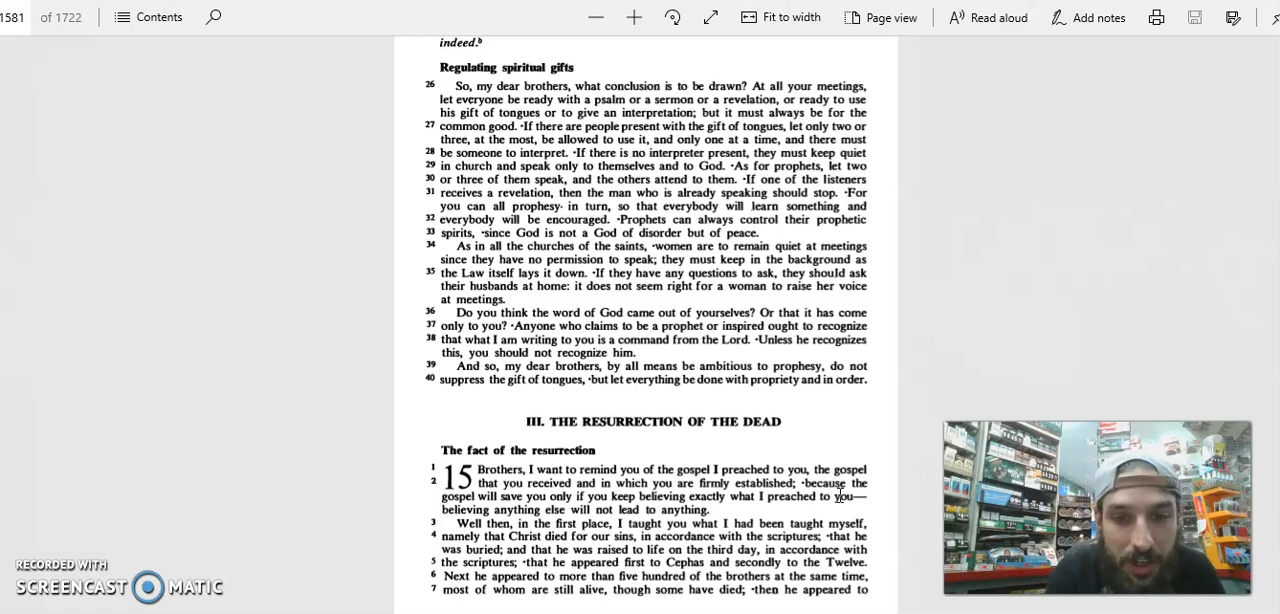 1581 of 1722 Contents Fit to width Page view Read aloud Add notes
indeed.b
Regulating spiritual gifts
26 So, my dear brothers, what conclusion is to be drawn? At all your meetings,
let everyone be ready with a psalm or a sermon or a revelation, or ready to use
his gift of tongues or to give an interpretation; but it must always be for the
27 common good. ·If there are people present with the gift of tongues, let only two or
three, at the most, be allowed to use it, and only one at a time, and there must
28 be someone to interpret. ·If there is no interpreter present, they must keep quiet
29 in church and speak only to themselves and to God. ·As for prophets, let two
30 or three of them speak, and the others attend to them. ·If one of the listeners
31 receives a revelation, then the man who is already speaking should stop. ·For
you can all prophesy· in turn, so that everybody will learn something and
32 everybody will be encouraged. ·Prophets can always control their prophetic
33 spirits, ·since God is not a God of disorder but of peace.
34 As in all the churches of the saints, ·women are to remain quiet at meetings
since they have no permission to speak; they must keep in the background as
35 the Law itself lays it down. ·If they have any questions to ask, they should ask
their husbands at home: it does not seem right for a woman to raise her voice
at meetings.
36 Do you think the word of God came out of yourselves? Or that it has come
37 only to you? ·Anyone who claims to be a prophet or inspired ought to recognize
38 that what I am writing to you is a command from the Lord. ·Unless he recognizes
this, you should not recognize him.
39 And so, my dear brothers, by all means be ambitious to prophesy, do not
40 suppress the gift of tongues, ·but let everything be done with propriety and in order.
III. THE RESURRECTION OF THE DEAD
The fact of the resurrection
1 15 Brothers, I want to remind you of the gospel I preached to you, the gospel
2 that you received and in which you are firmly established; ·because the
gospel will save you only if you keep believing exactly what I preached to you—
believing anything else will not lead to anything.
3 Well then, in the first place, I taught you what I had been taught myself,
4 namely that Christ died for our sins, in accordance with the scriptures; ·that he
was buried; and that he was raised to life on the third day, in accordance with
5 the scriptures; ·that he appeared first to Cephas and secondly to the Twelve.
6 Next he appeared to more than five hundred of the brothers at the same time,
7 most of whom are still alive, though some have died; ·then he appeared to
RECORDED WITH
SCREENCAST MATIC